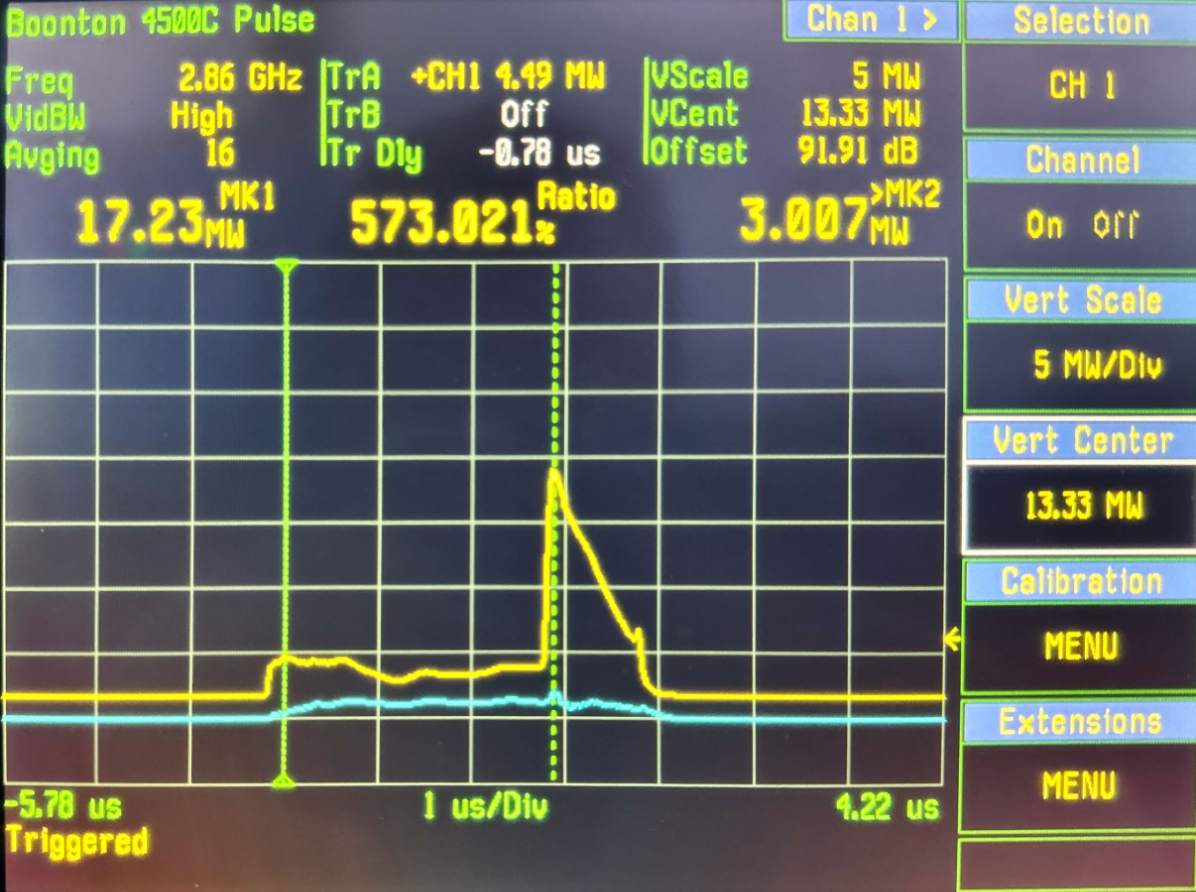 Boonton 4500C Pulse
Chan 1 >
Freq 2.86 GHz TrA +CH1 4.49 MW VScale 5 MW
VidBW High TrB Off VCent 13.33 MW
Avging 16 Tr Dly -0.78 us Offset 91.91 dB
17.23 MW MK1 573.021% Ratio 3.007 MW >MK2
-5.78 us 1 us/Div 4.22 us
Triggered
Selection
CH 1
Channel
On Off
Vert Scale
5 MW/Div
Vert Center
13.33 MW
Calibration
MENU
Extensions
MENU